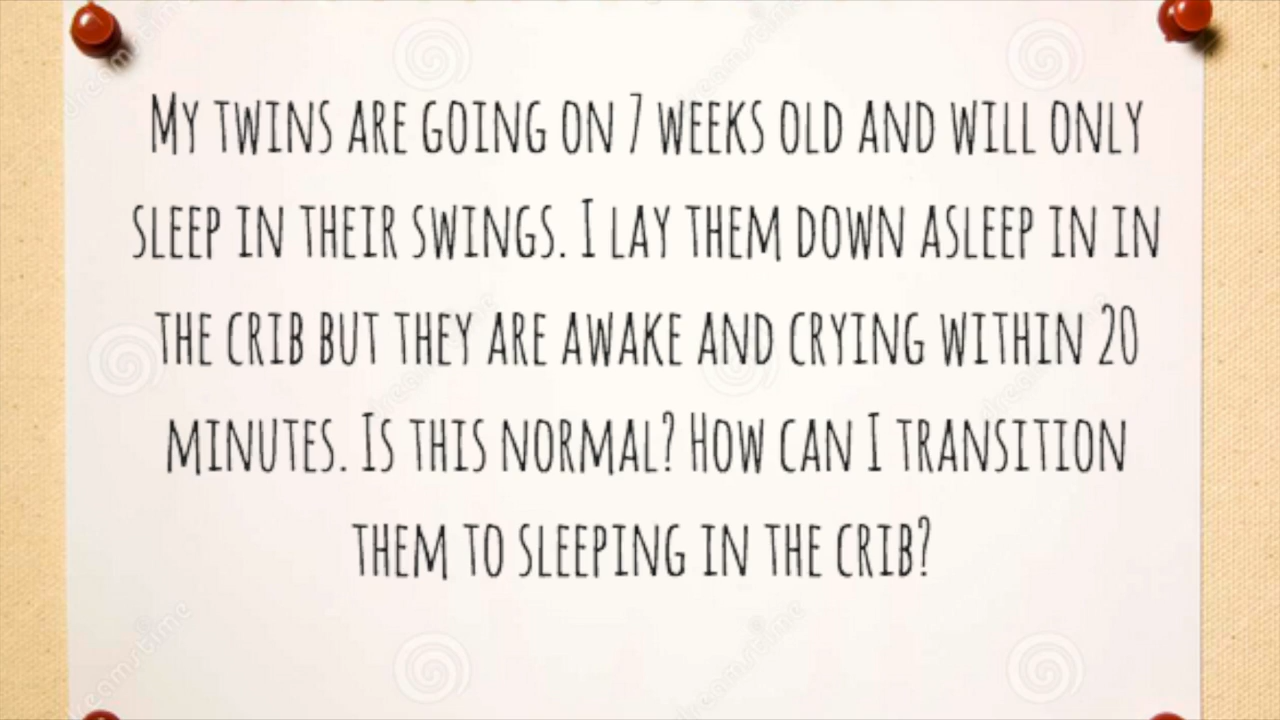 My twins are going on 7 weeks old and will only
sleep in their swings. I lay them down asleep in in
the crib but they are awake and crying within 20
minutes. Is this normal? How can I transition
them to sleeping in the crib?
dreamstime
dreamstime